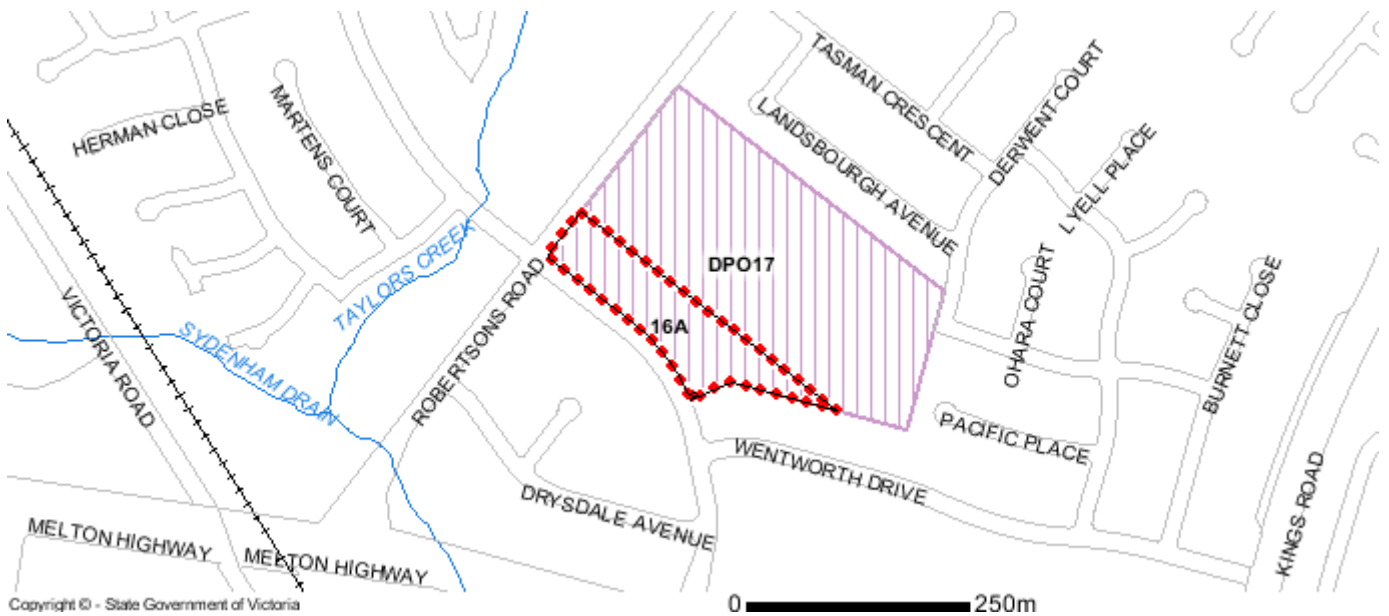 TASMAN CRESCENT
DERWENT COURT
LANDSBOURGH AVENUE
LYELL PLACE
MARTENS COURT
HERMAN CLOSE
TAYLORS CREEK
DPO17
OHARA COURT
BURNETT CLOSE
VICTORIA ROAD
SYDENHAM DRAIN
ROBERTSONS ROAD
16A
PACIFIC PLACE
WENTWORTH DRIVE
KINGS ROAD
DRYSDALE AVENUE
MELTON HIGHWAY
MELTON HIGHWAY
Copyright © - State Government of Victoria
0 250m